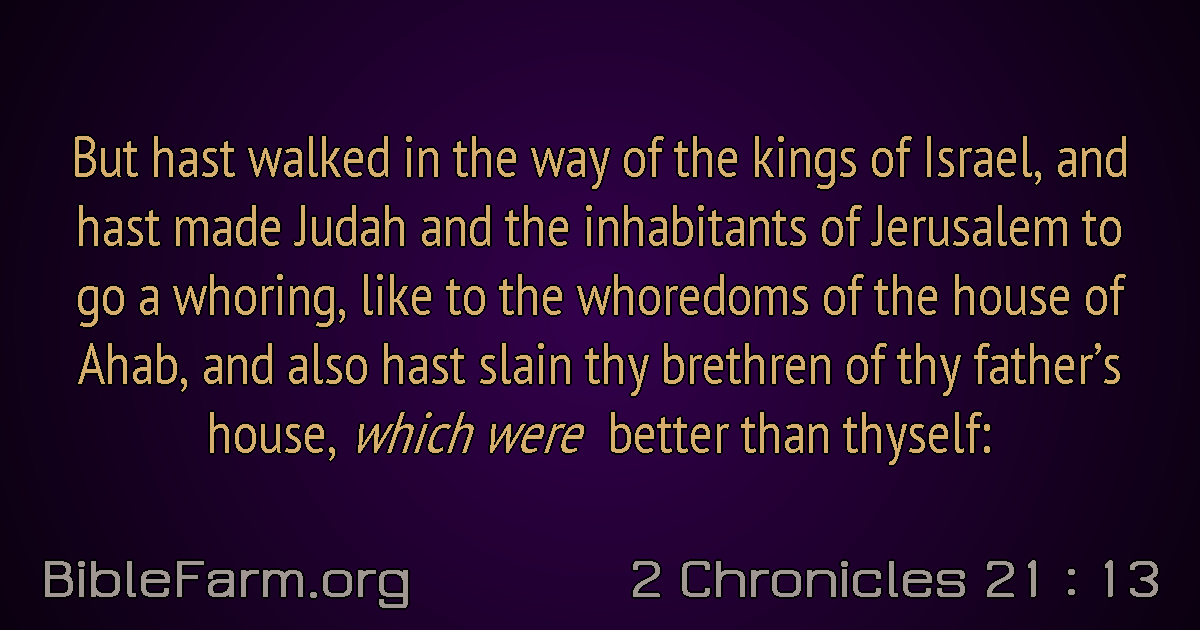 But hast walked in the way of the kings of Israel, and
hast made Judah and the inhabitants of Jerusalem to
go a whoring, like to the whoredoms of the house of
Ahab, and also hast slain thy brethren of thy father’s
house, which were better than thyself:
BibleFarm.org
2 Chronicles 21 : 13